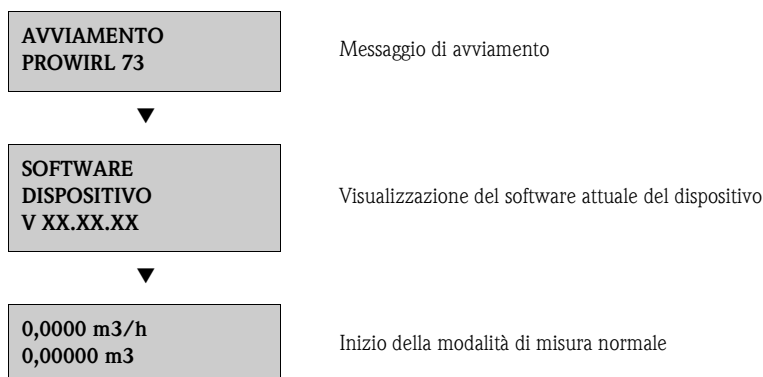 AVVIAMENTO
PROWIRL 73
Messaggio di avviamento
▼
SOFTWARE
DISPOSITIVO
V XX.XX.XX
Visualizzazione del software attuale del dispositivo
▼
0,0000 m3/h
0,00000 m3
Inizio della modalità di misura normale